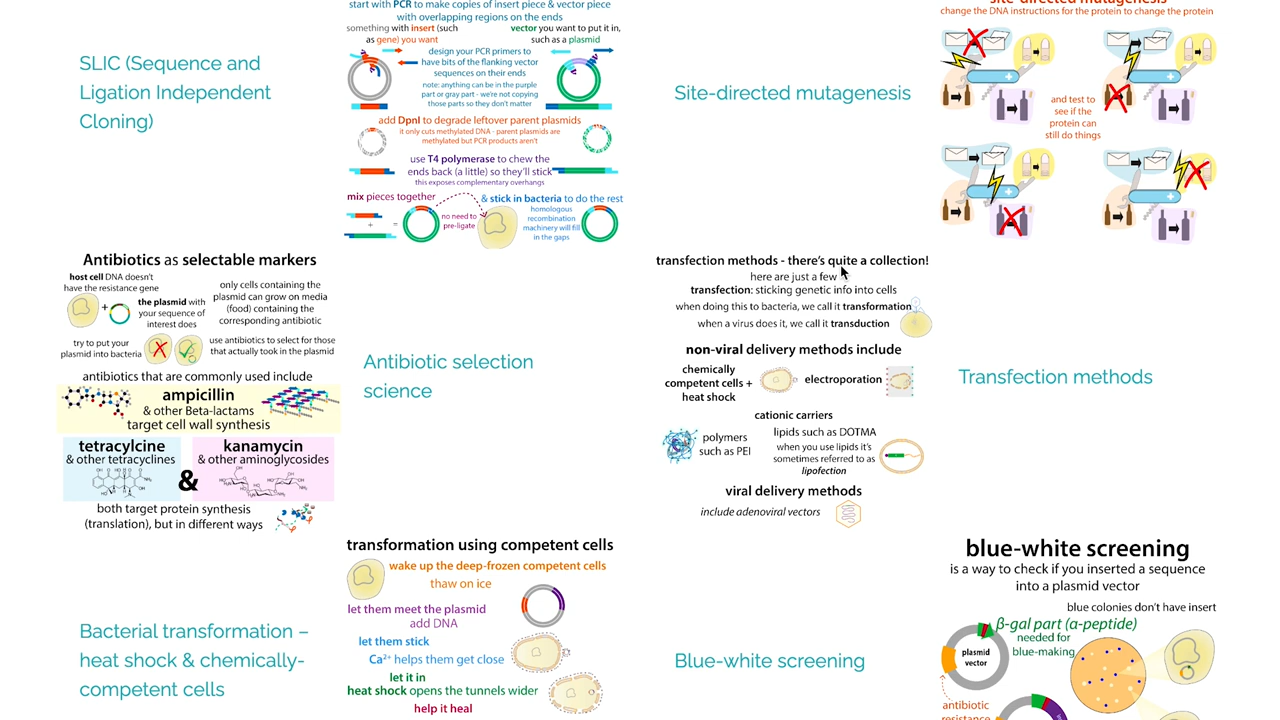 SLIC (Sequence and
Ligation Independent
Cloning)
start with PCR to make copies of insert piece & vector piece
with overlapping regions on the ends
something with insert (such
as gene) you want
vector you want to put it in,
such as a plasmid
design your PCR primers to
have bits of the flanking vector
sequences on their ends
note: anything can be in the purple
part or gray part - we're not copying
those parts so they don't matter
add DpnI to degrade leftover parent plasmids
it only cuts methylated DNA - parent plasmids are
methylated but PCR products aren't
use T4 polymerase to chew the
ends back (a little) so they'll stick
this exposes complementary overhangs
mix pieces together
& stick in bacteria to do the rest
+
=
no need to
pre-ligate
homologous
recombination
machinery will fill
in the gaps
Site-directed mutagenesis
site-directed mutagenesis
change the DNA instructions for the protein to change the protein
and test to
see if the
protein can
still do things
Antibiotics as selectable markers
host cell DNA doesn't
have the resistance gene
+
the plasmid with
your sequence of
interest does
only cells containing the
plasmid can grow on media
(food) containing the
corresponding antibiotic
try to put your
plasmid into bacteria
use antibiotics to select for those
that actually took in the plasmid
antibiotics that are commonly used include
ampicillin
& other Beta-lactams
target cell wall synthesis
tetracylcine
& other tetracyclines
&
kanamycin
& other aminoglycosides
both target protein synthesis
(translation), but in different ways
Antibiotic selection
science
transfection methods - there's quite a collection!
here are just a few
transfection: sticking genetic info into cells
when doing this to bacteria, we call it transformation
when a virus does it, we call it transduction
non-viral delivery methods include
chemically
competent cells +
heat shock
electroporation
cationic carriers
polymers
such as PEI
lipids such as DOTMA
when you use lipids it's
sometimes referred to as
lipofection
viral delivery methods
include adenoviral vectors
Transfection methods
Bacterial transformation –
heat shock & chemically-
competent cells
transformation using competent cells
wake up the deep-frozen competent cells
thaw on ice
let them meet the plasmid
add DNA
let them stick
Ca²⁺ helps them get close
let it in
heat shock opens the tunnels wider
help it heal
Blue-white screening
blue-white screening
is a way to check if you inserted a sequence
into a plasmid vector
blue colonies don't have insert
β-gal part (α-peptide)
needed for
blue-making
plasmid
vector
antibiotic
resistance